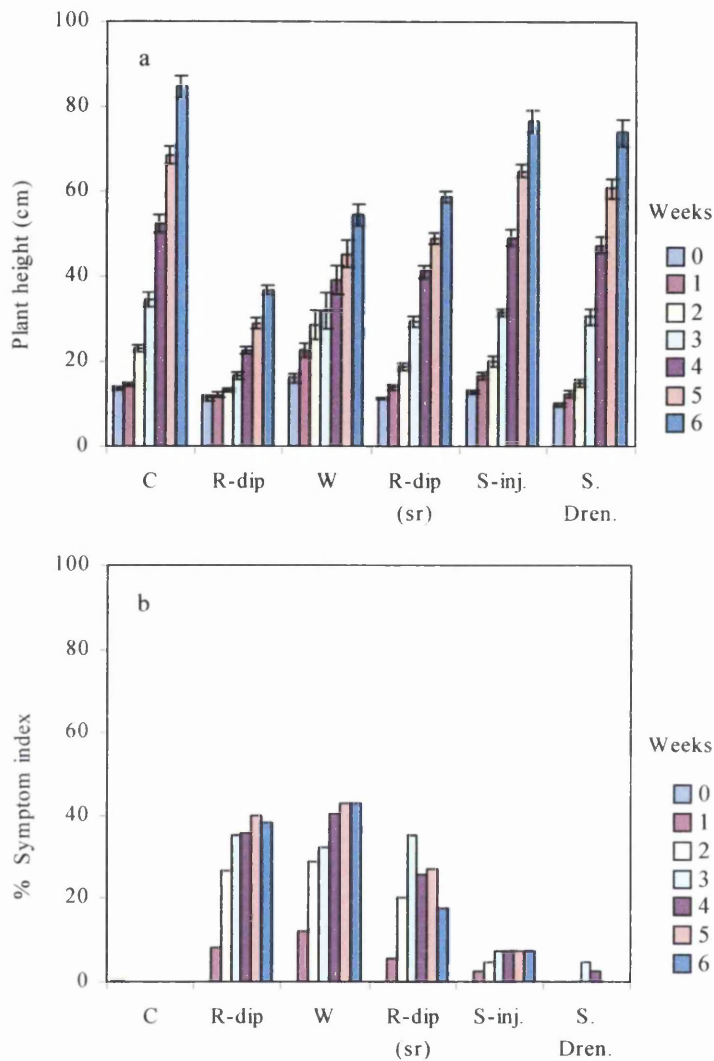 a
Plant height (cm)
100
80
60
40
20
0
C
R-dip
W
R-dip
(sr)
S-inj.
S.
Dren.
Weeks
0
1
2
3
4
5
6
b
% Symptom index
100
80
60
40
20
0
C
R-dip
W
R-dip
(sr)
S-inj.
S.
Dren.
Weeks
0
1
2
3
4
5
6